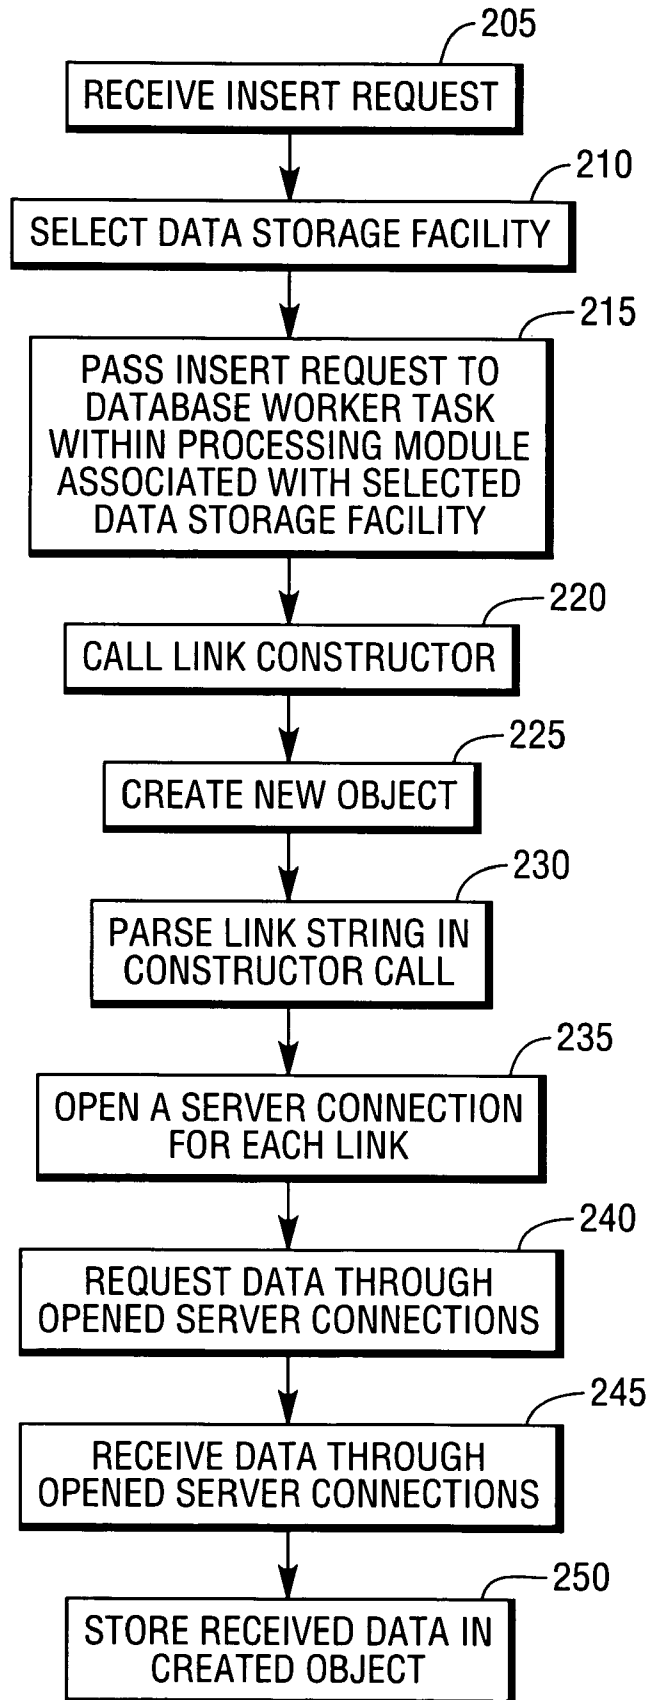 205
RECEIVE INSERT REQUEST
210
SELECT DATA STORAGE FACILITY
215
PASS INSERT REQUEST TO
DATABASE WORKER TASK
WITHIN PROCESSING MODULE
ASSOCIATED WITH SELECTED
DATA STORAGE FACILITY
220
CALL LINK CONSTRUCTOR
225
CREATE NEW OBJECT
230
PARSE LINK STRING IN
CONSTRUCTOR CALL
235
OPEN A SERVER CONNECTION
FOR EACH LINK
240
REQUEST DATA THROUGH
OPENED SERVER CONNECTIONS
245
RECEIVE DATA THROUGH
OPENED SERVER CONNECTIONS
250
STORE RECEIVED DATA IN
CREATED OBJECT